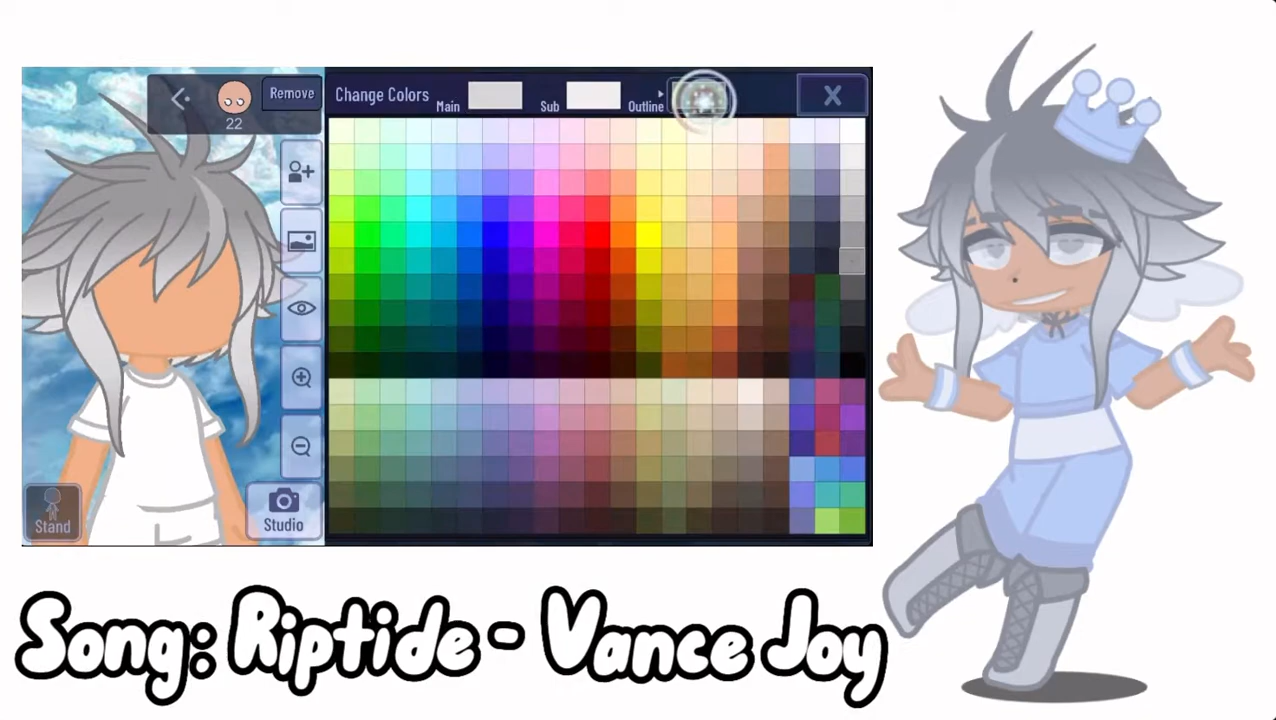 Remove
22
Change Colors
Main
Sub
Outline
X
Stand
Studio
Song: Riptide - Vance Joy